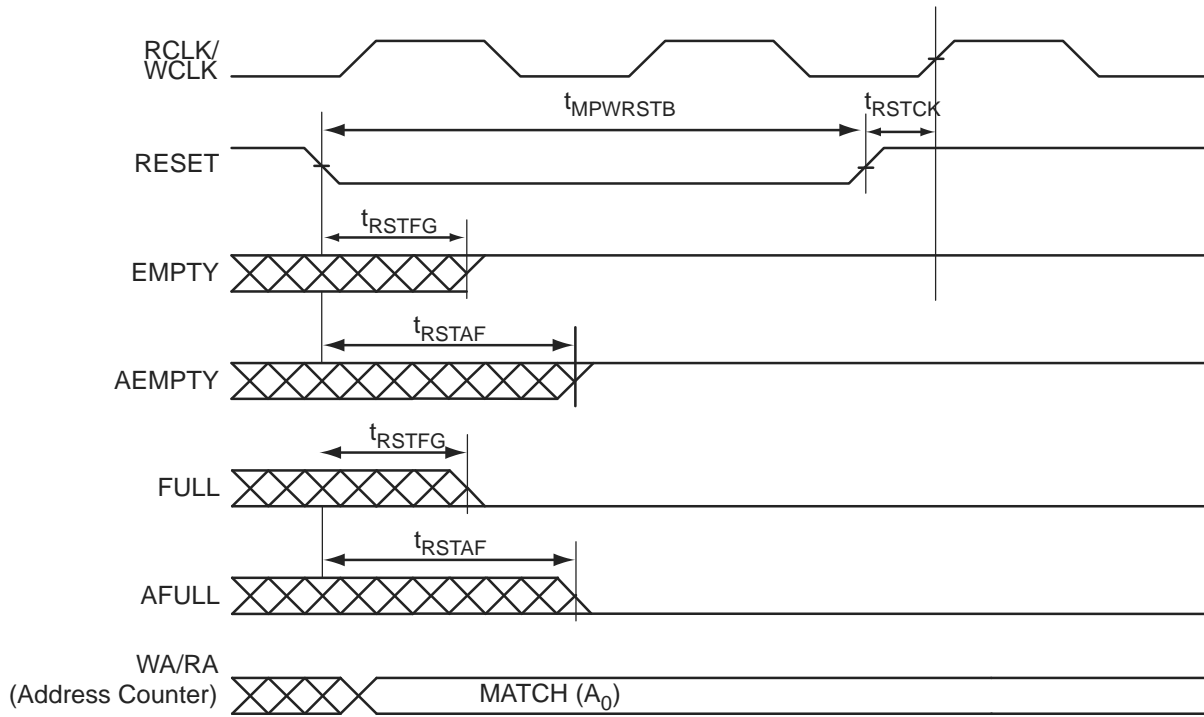 RCLK/
WCLK
tMPWRSTB
tRSTCK
RESET
tRSTFG
EMPTY
tRSTAF
AEMPTY
tRSTFG
FULL
tRSTAF
AFULL
WA/RA
(Address Counter)
MATCH (A0)